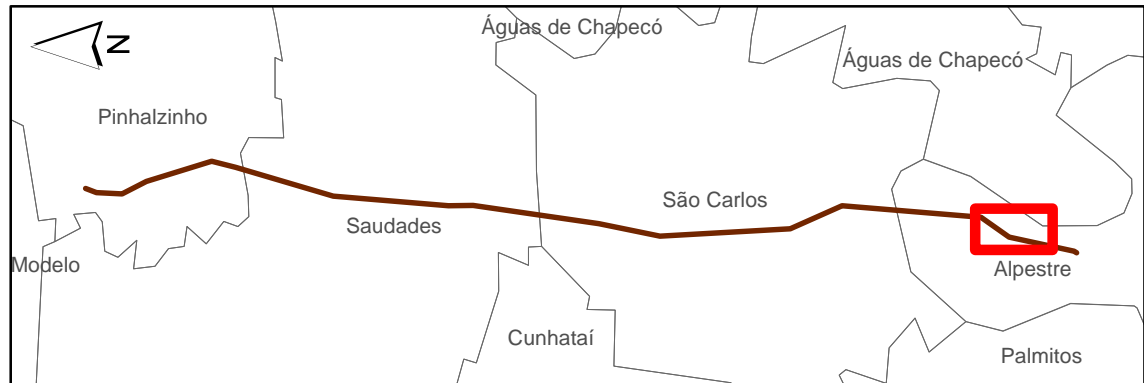 Águas de Chapecó
N
Águas de Chapecó
Pinhalzinho
São Carlos
Saudades
Modelo
Alpestre
Cunhataí
Palmitos